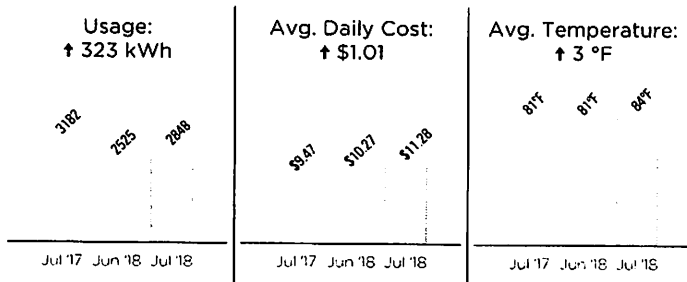 Usage:
↑ 323 kWh
3182
2525
2848
Jul '17 Jun '18 Jul '18
Avg. Daily Cost:
↑ $1.01
$9.47
$10.27
$11.28
Jul '17 Jun '18 Jul '18
Avg. Temperature:
↑ 3 °F
81°F
81°F
84°F
Jul '17 Jun '18 Jul '18